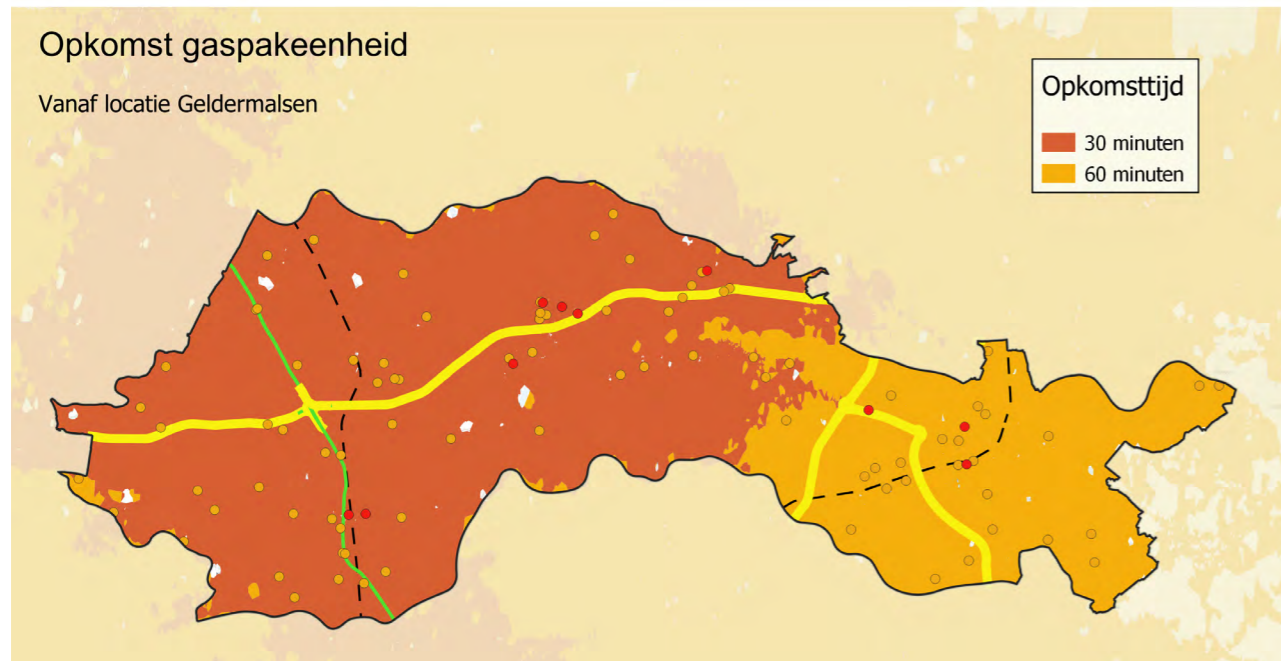 Opkomst gaspakeenheid
Vanaf locatie Geldermalsen
Opkomsttijd
30 minuten
60 minuten